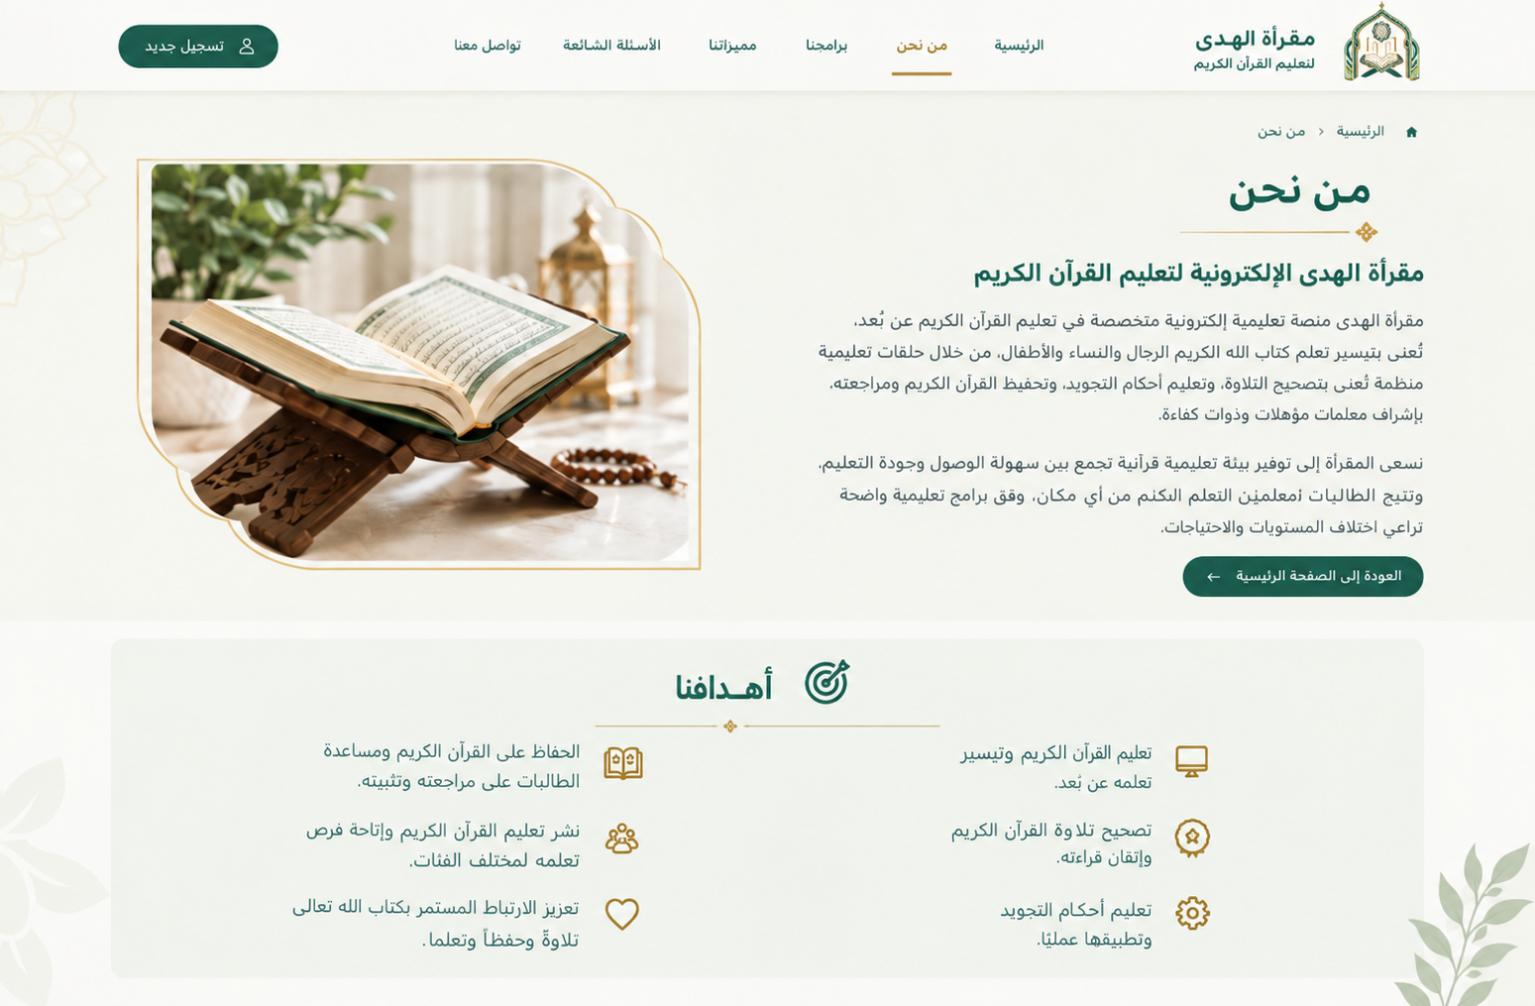 مقرأة الهدى
لتعليم القرآن الكريم
الرئيسية
من نحن
برامجنا
مميزاتنا
الأسئلة الشائعة
تواصل معنا
تسجيل جديد
الرئيسية › من نحن
من نحن
مقرأة الهدى الإلكترونية لتعليم القرآن الكريم
مقرأة الهدى منصة تعليمية إلكترونية متخصصة في تعليم القرآن الكريم عن بُعد،
تُعنى بتيسير تعلم كتاب الله الكريم الرجال والنساء والأطفال، من خلال حلقات تعليمية
منظمة تُعنى بتصحيح التلاوة، وتعليم أحكام التجويد، وتحفيظ القرآن الكريم ومراجعته،
بإشراف معلمات مؤهلات وذوات كفاءة.
نسعى المقرأة إلى توفير بيئة تعليمية قرآنية تجمع بين سهولة الوصول وجودة التعليم،
وتتيح الطالبات التعلم من أي مكان، وفق برامج تعليمية واضحة
تراعي اختلاف المستويات والاحتياجات.
العودة إلى الصفحة الرئيسية ←
أهـدافنا
تعليم القرآن الكريم وتيسير
تعلمه عن بُعد.
تصحيح تلاوة القرآن الكريم
وإتقان قراءته.
تعليم أحكام التجويد
وتطبيقها عمليًا.
الحفاظ على القرآن الكريم ومساعدة
الطالبات على مراجعته وتثبيته.
نشر تعليم القرآن الكريم وإتاحة فرص
تعلمه لمختلف الفئات.
تعزيز الارتباط المستمر بكتاب الله تعالى
تلاوةً وحفظاً وتعلما.